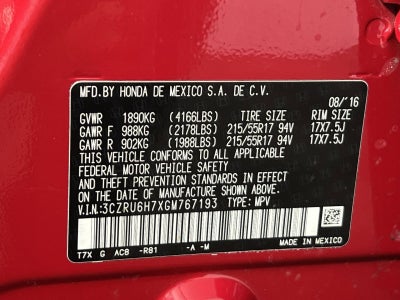 MFD.BY HONDA DE MEXICO S.A. DE C.V.
08/'16
GVWR 1890KG (4166LBS) TIRE SIZE RIM SIZE
GAWR F 988KG (2178LBS) 215/55R17 94V 17X7.5J
GAWR R 902KG (1988LBS) 215/55R17 94V 17X7.5J
THIS VEHICLE CONFORMS TO ALL APPLICABLE
FEDERAL MOTOR VEHICLE SAFETY
AND THEFT PREVENTION STANDARDS IN EFFECT
ON THE DATE OF MANUFACTURE SHOWN ABOVE.
V.I.N.:3CZRU6H7XGM767193 TYPE: MPV
T7X G AC8 -R81 -A -M
MADE IN MEXICO